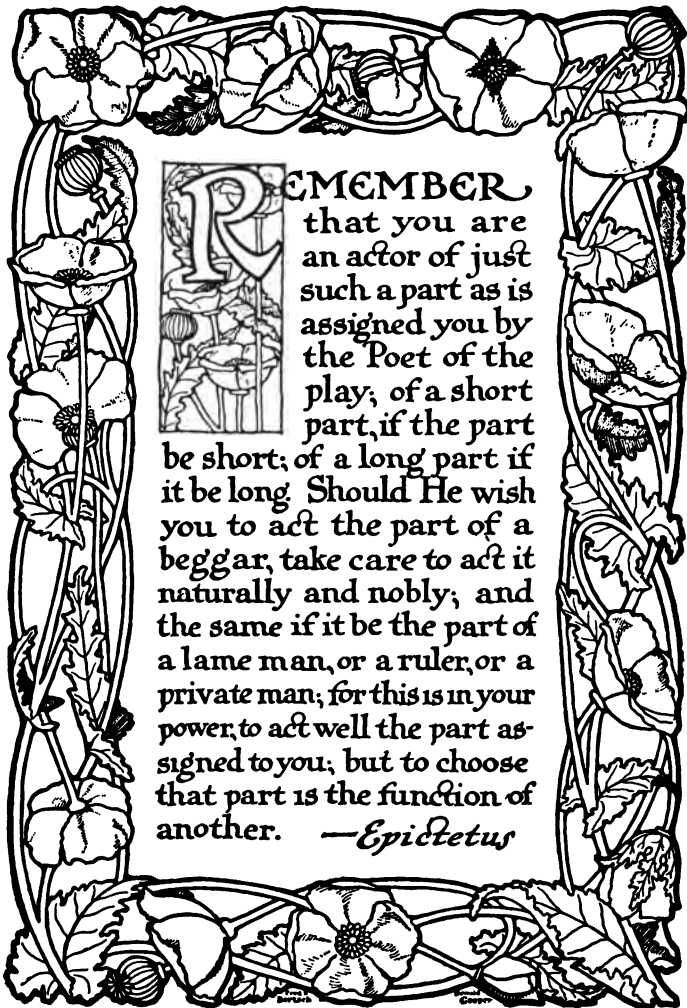 REMEMBER
that you are
an actor of just
such a part as is
assigned you by
the Poet of the
play; of a short
part, if the part
be short; of a long part if
it be long. Should He wish
you to act the part of a
beggar, take care to act it
naturally and nobly; and
the same if it be the part of
a lame man, or a ruler, or a
private man; for this is in your
power, to act well the part as-
signed to you; but to choose
that part is the function of
another. —Epictetus
Bertsch
Cooper